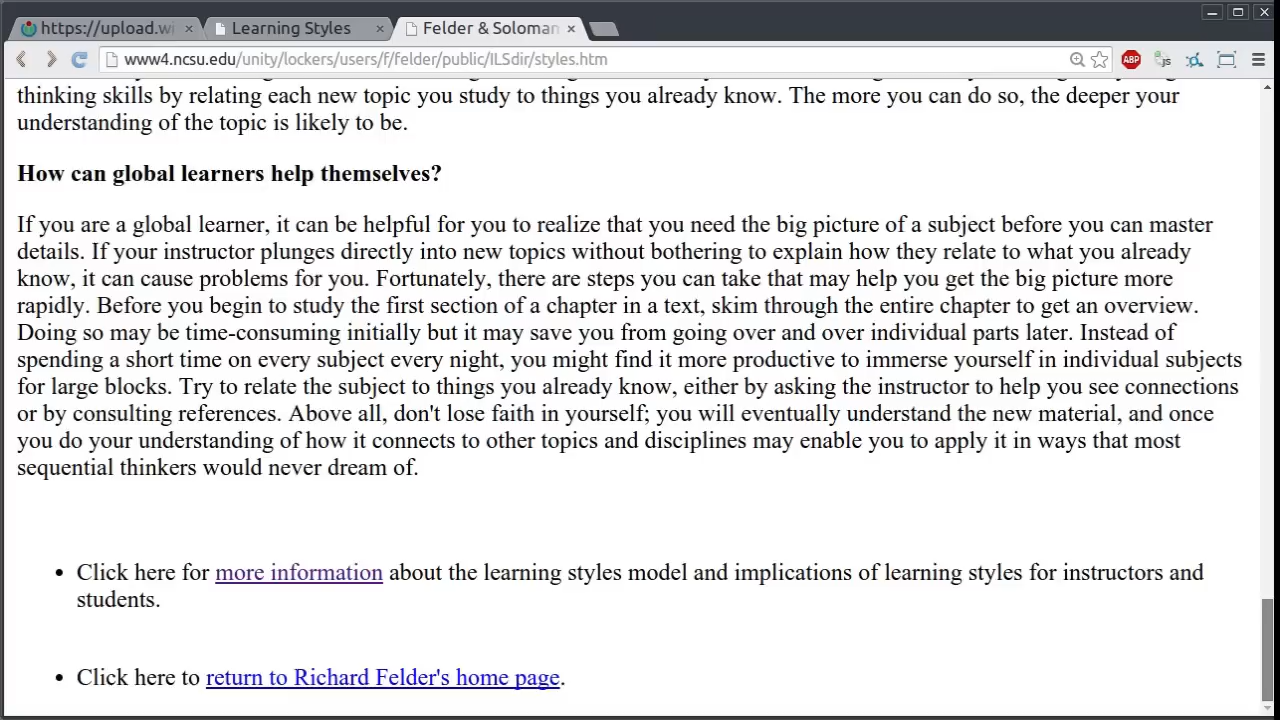 https://upload.wi
Learning Styles
Felder & Soloman
www4.ncsu.edu/unity/lockers/users/f/felder/public/ILSdir/styles.htm
ABP
JS
thinking skills by relating each new topic you study to things you already know. The more you can do so, the deeper your
understanding of the topic is likely to be.
How can global learners help themselves?
If you are a global learner, it can be helpful for you to realize that you need the big picture of a subject before you can master
details. If your instructor plunges directly into new topics without bothering to explain how they relate to what you already
know, it can cause problems for you. Fortunately, there are steps you can take that may help you get the big picture more
rapidly. Before you begin to study the first section of a chapter in a text, skim through the entire chapter to get an overview.
Doing so may be time-consuming initially but it may save you from going over and over individual parts later. Instead of
spending a short time on every subject every night, you might find it more productive to immerse yourself in individual subjects
for large blocks. Try to relate the subject to things you already know, either by asking the instructor to help you see connections
or by consulting references. Above all, don't lose faith in yourself; you will eventually understand the new material, and once
you do your understanding of how it connects to other topics and disciplines may enable you to apply it in ways that most
sequential thinkers would never dream of.
• Click here for more information about the learning styles model and implications of learning styles for instructors and
students.
• Click here to return to Richard Felder's home page.